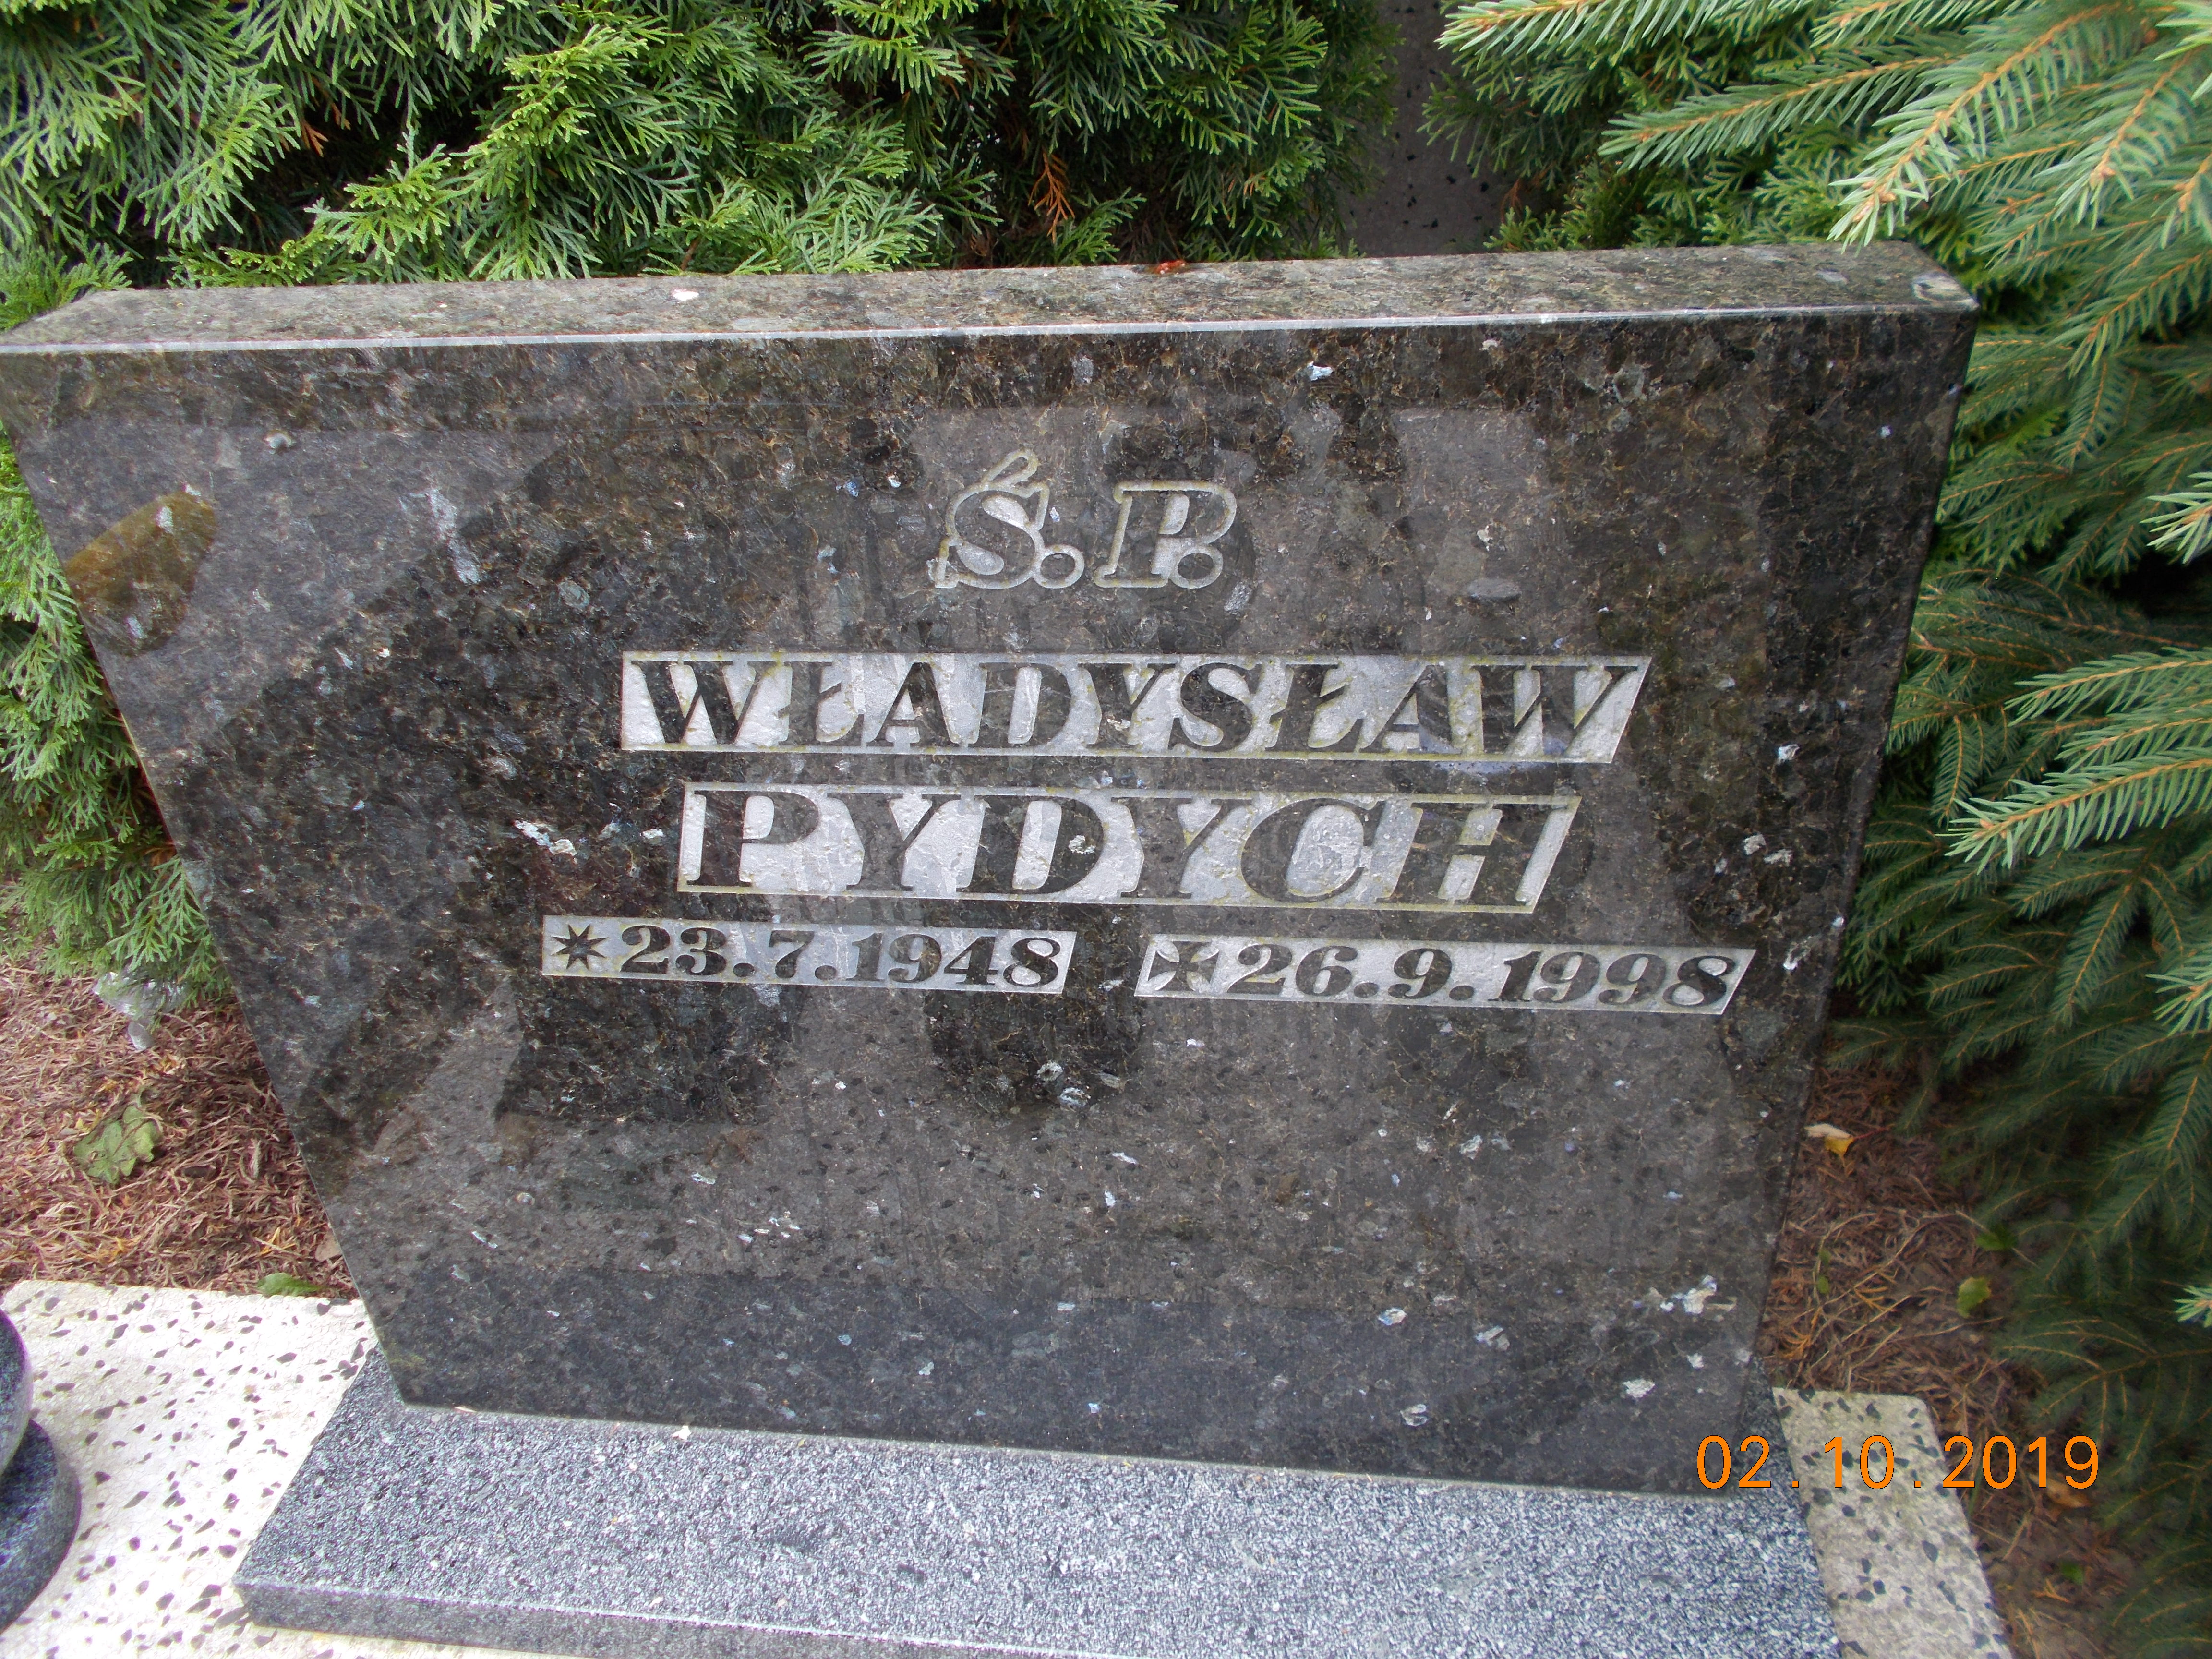 Ś.P.
WŁADYSŁAW
PYDYCH
✴23.7.1948 ✠26.9.1998
02.10.2019